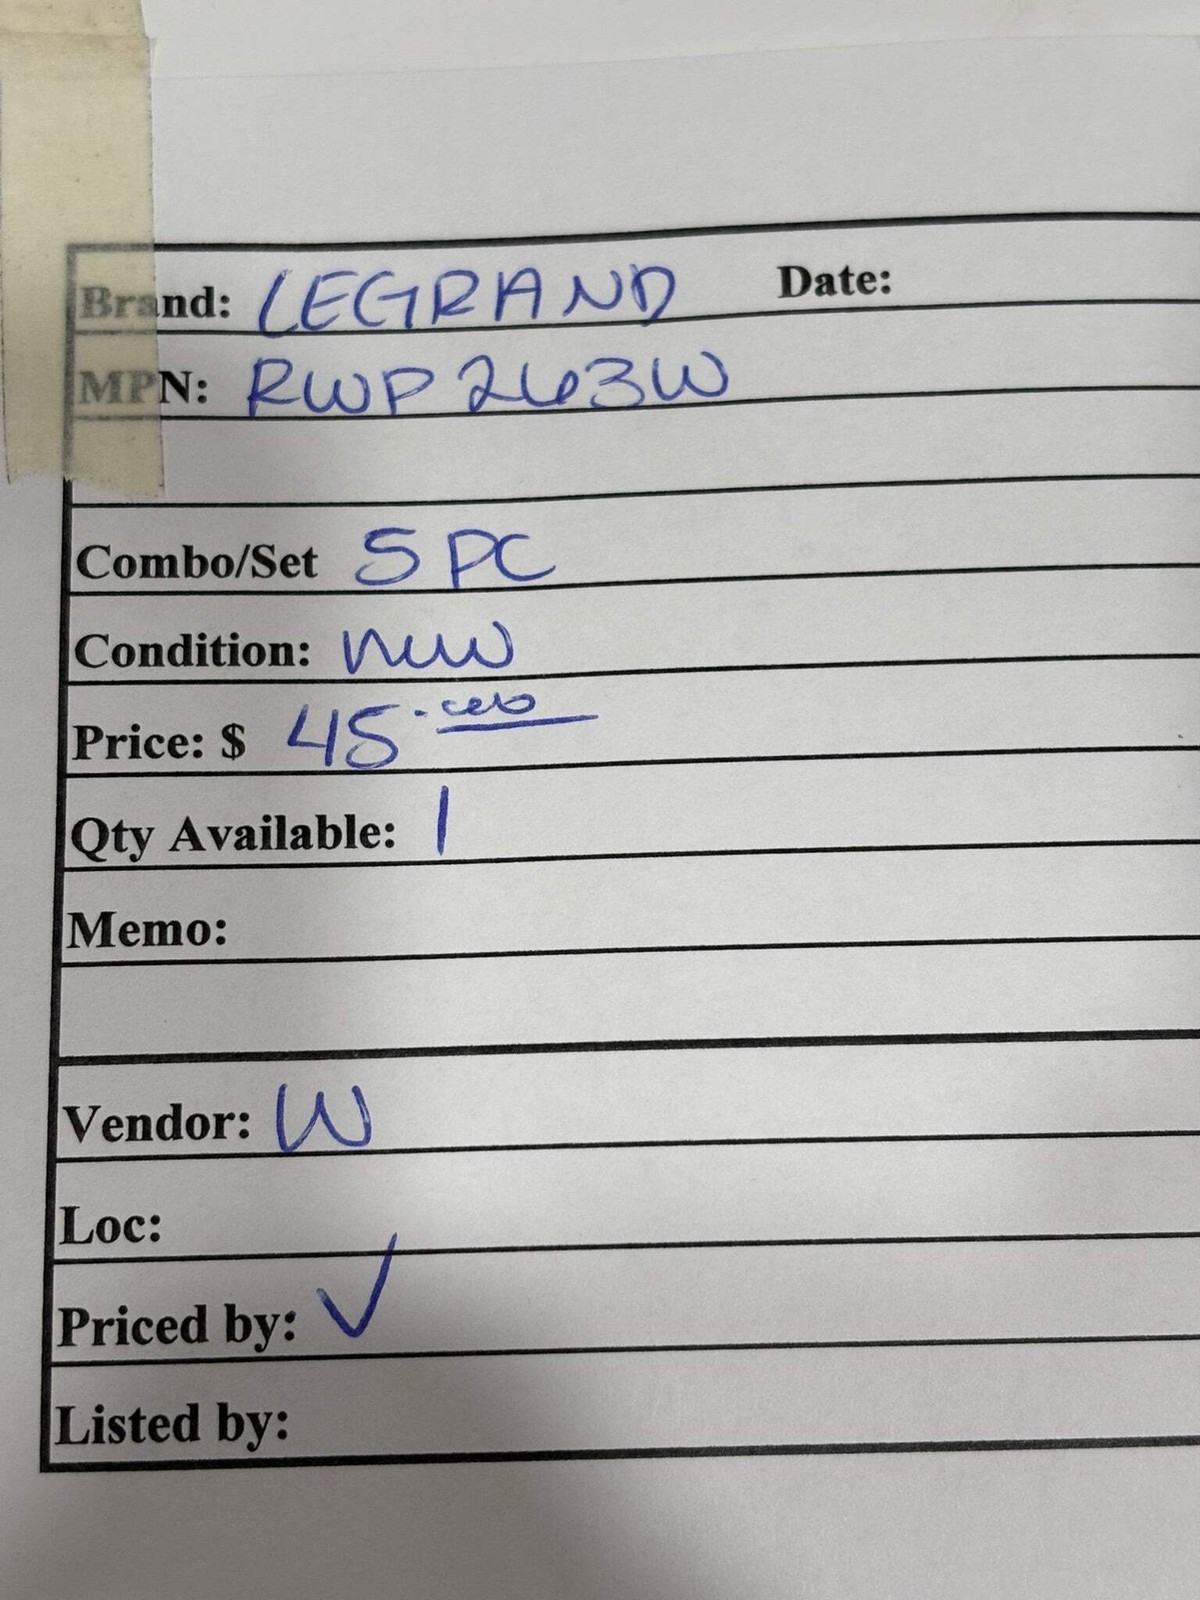 Brand: LEGRAND Date:
MPN: RWP263W
Combo/Set 5 PC
Condition: new
Price: $ 45.
Qty Available: 1
Memo:
Vendor: W
Loc:
Priced by: ✓
Listed by: